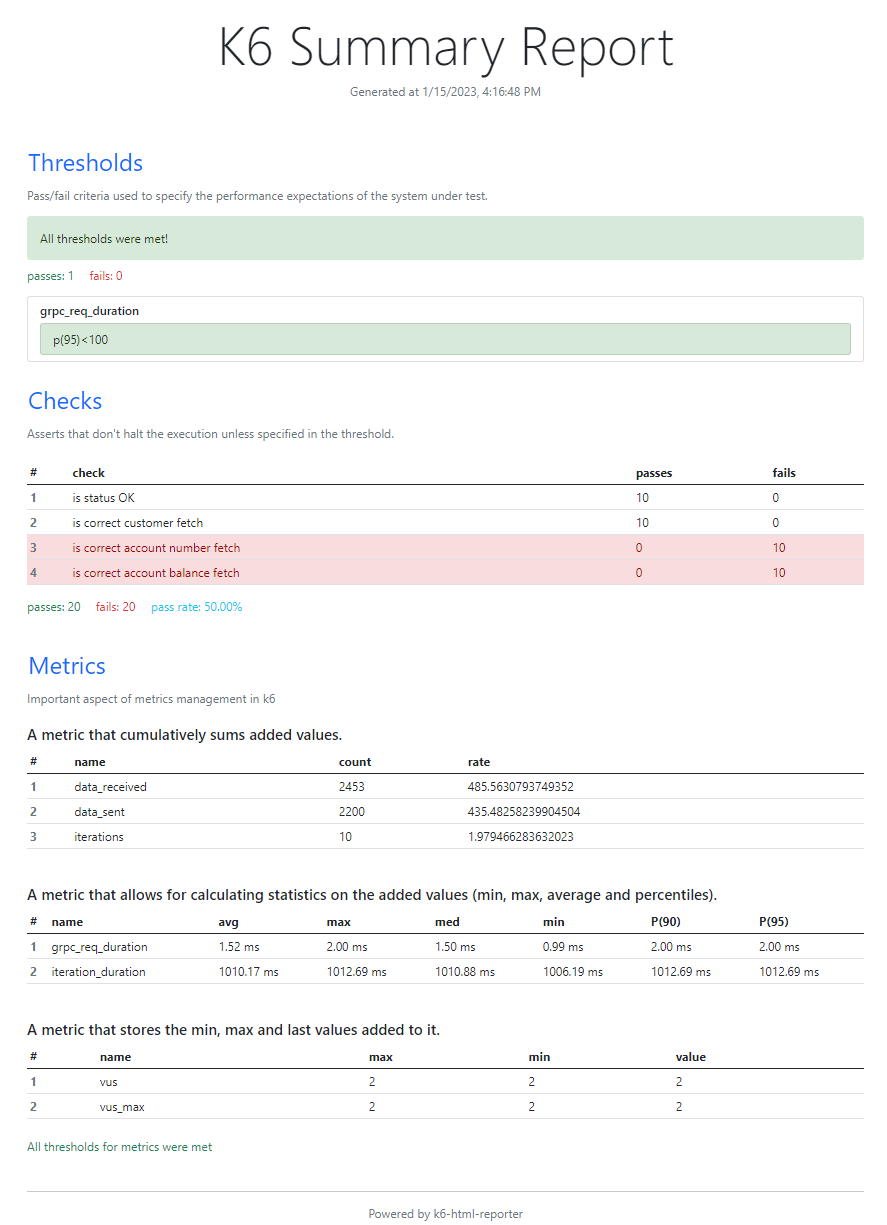 K6 Summary Report
Generated at 1/15/2023, 4:16:48 PM
Thresholds
Pass/fail criteria used to specify the performance expectations of the system under test.
All thresholds were met!
passes: 1 fails: 0
grpc_req_duration
p(95)<100
Checks
Asserts that don't halt the execution unless specified in the threshold.
# check passes fails
1 is status OK 10 0
2 is correct customer fetch 10 0
3 is correct account number fetch 0 10
4 is correct account balance fetch 0 10
passes: 20 fails: 20 pass rate: 50.00%
Metrics
Important aspect of metrics management in k6
A metric that cumulatively sums added values.
# name count rate
1 data_received 2453 485.5630793749352
2 data_sent 2200 435.48258239904504
3 iterations 10 1.979466283632023
A metric that allows for calculating statistics on the added values (min, max, average and percentiles).
# name avg max med min P(90) P(95)
1 grpc_req_duration 1.52 ms 2.00 ms 1.50 ms 0.99 ms 2.00 ms 2.00 ms
2 iteration_duration 1010.17 ms 1012.69 ms 1010.88 ms 1006.19 ms 1012.69 ms 1012.69 ms
A metric that stores the min, max and last values added to it.
# name max min value
1 vus 2 2 2
2 vus_max 2 2 2
All thresholds for metrics were met
Powered by k6-html-reporter